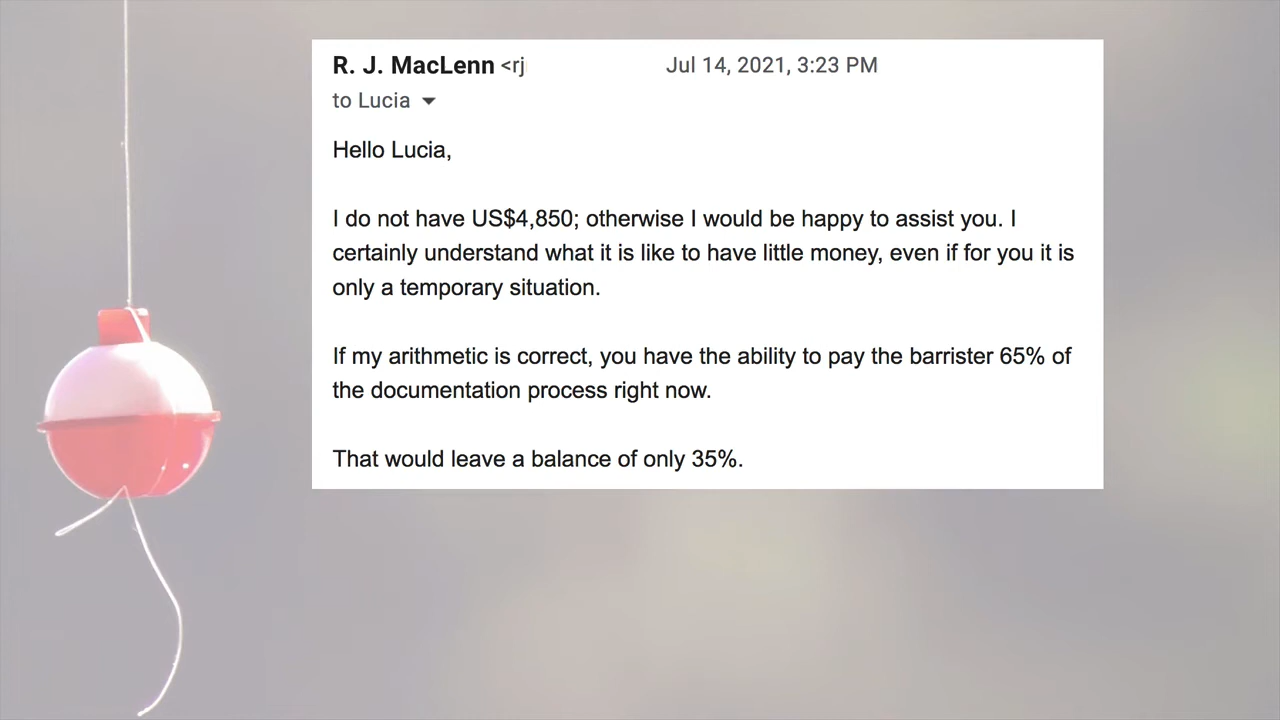 R. J. MacLenn <rj
Jul 14, 2021, 3:23 PM
to Lucia
Hello Lucia,
I do not have US$4,850; otherwise I would be happy to assist you. I
certainly understand what it is like to have little money, even if for you it is
only a temporary situation.
If my arithmetic is correct, you have the ability to pay the barrister 65% of
the documentation process right now.
That would leave a balance of only 35%.